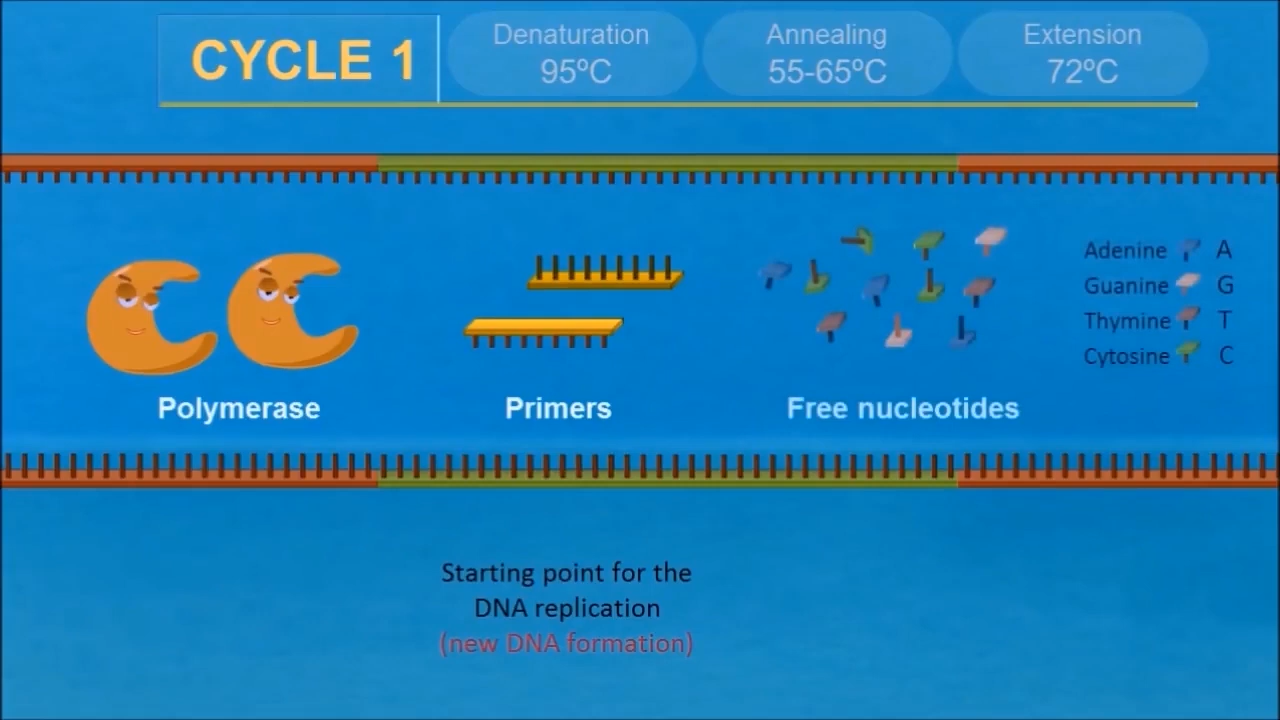 CYCLE 1
Denaturation
95ºC
Annealing
55-65ºC
Extension
72ºC
Adenine A
Guanine G
Thymine T
Cytosine C
Polymerase
Primers
Free nucleotides
Starting point for the
DNA replication
(new DNA formation)